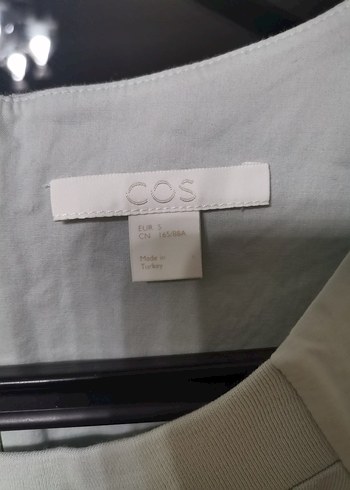 COS
EUR S
CN 165/88A
Made in
Turkey